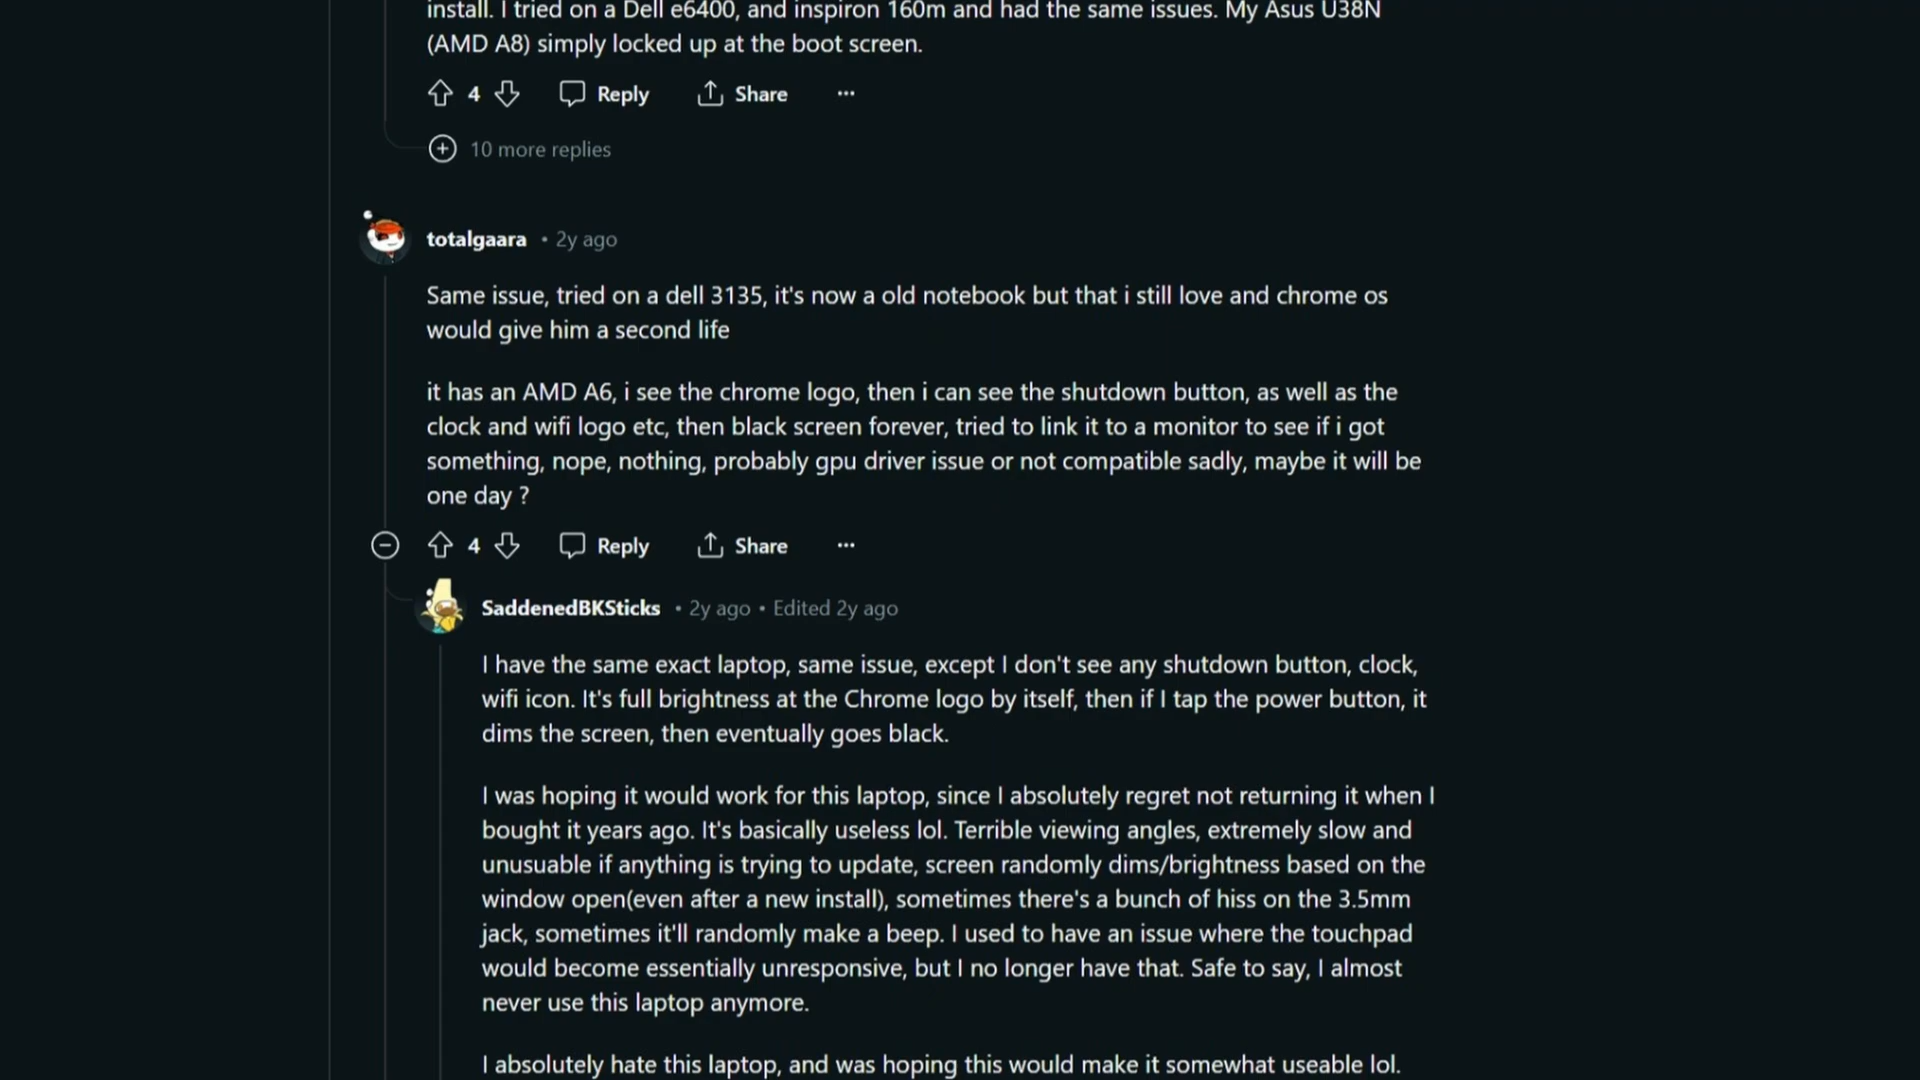 install. I tried on a Dell e6400, and inspiron 160m and had the same issues. My Asus U38N
(AMD A8) simply locked up at the boot screen.
4 Reply Share ...
10 more replies
totalgaara • 2y ago
Same issue, tried on a dell 3135, it's now a old notebook but that i still love and chrome os
would give him a second life
it has an AMD A6, i see the chrome logo, then i can see the shutdown button, as well as the
clock and wifi logo etc, then black screen forever, tried to link it to a monitor to see if i got
something, nope, nothing, probably gpu driver issue or not compatible sadly, maybe it will be
one day ?
4 Reply Share ...
SaddenedBKSticks • 2y ago • Edited 2y ago
I have the same exact laptop, same issue, except I don't see any shutdown button, clock,
wifi icon. It's full brightness at the Chrome logo by itself, then if I tap the power button, it
dims the screen, then eventually goes black.
I was hoping it would work for this laptop, since I absolutely regret not returning it when I
bought it years ago. It's basically useless lol. Terrible viewing angles, extremely slow and
unusuable if anything is trying to update, screen randomly dims/brightness based on the
window open(even after a new install), sometimes there's a bunch of hiss on the 3.5mm
jack, sometimes it'll randomly make a beep. I used to have an issue where the touchpad
would become essentially unresponsive, but I no longer have that. Safe to say, I almost
never use this laptop anymore.
I absolutely hate this laptop, and was hoping this would make it somewhat useable lol.